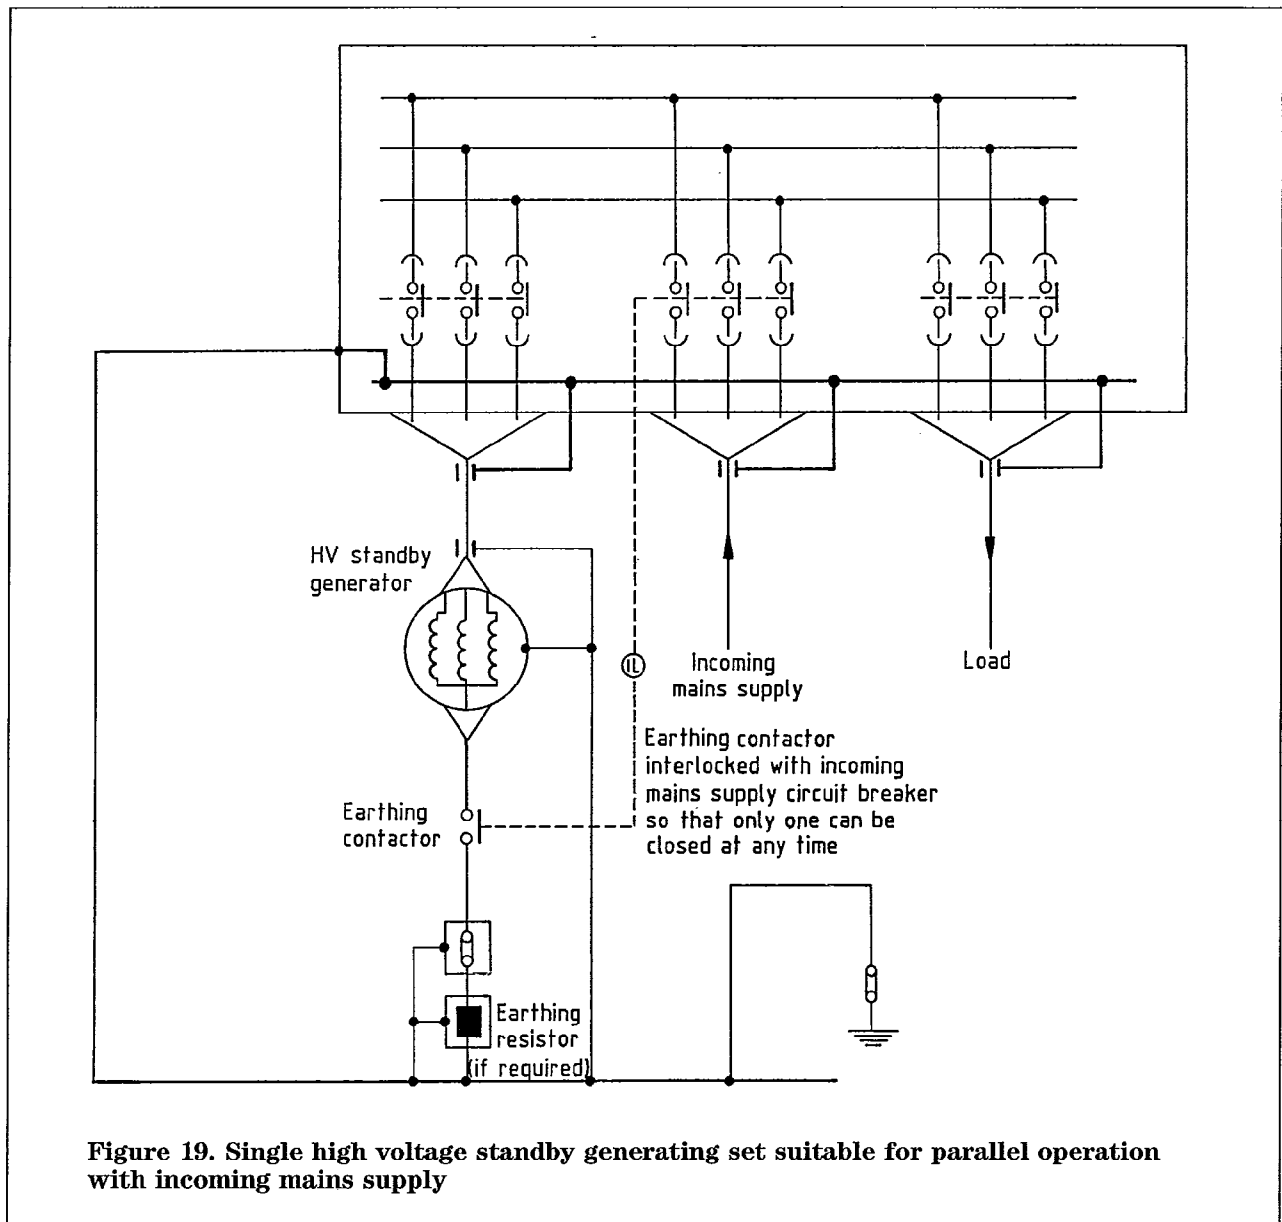 HV standby
generator
IL
Incoming
mains supply
Load
Earthing contactor
interlocked with incoming
mains supply circuit breaker
so that only one can be
closed at any time
Earthing
contactor
Earthing
resistor
(if required)
Figure 19. Single high voltage standby generating set suitable for parallel operation
with incoming mains supply